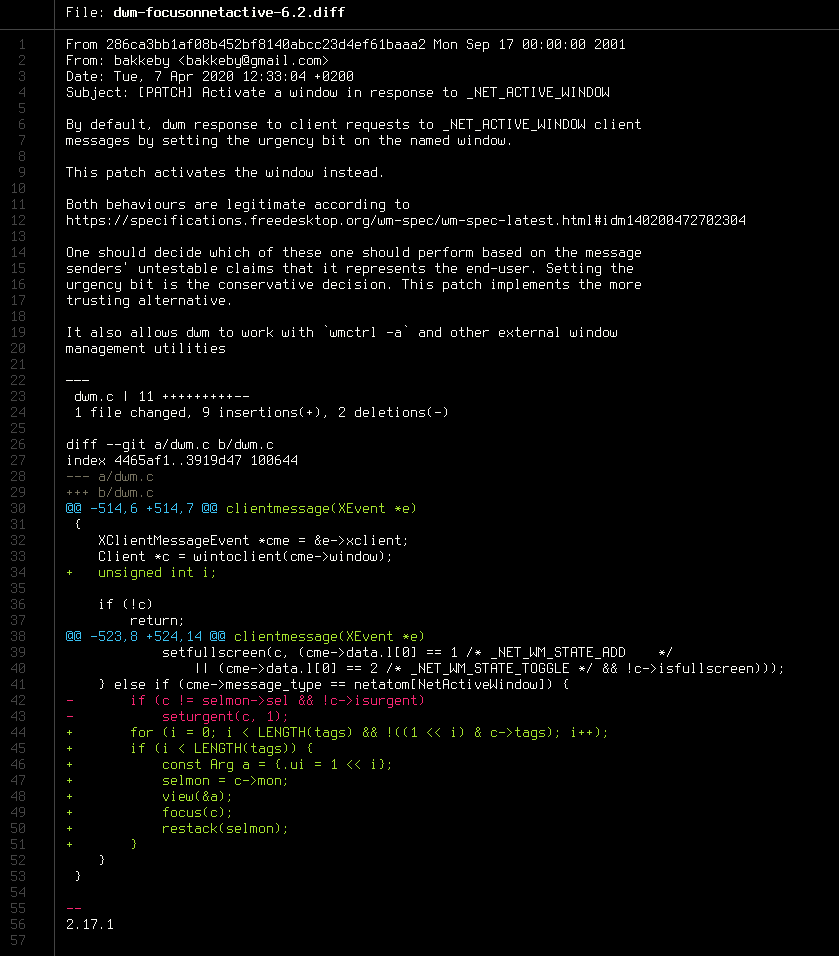 File: dwm-focusonnetactive-6.2.diff
1 From 286ca3bb1af08b452bf8140abcc23d4ef61baaa2 Mon Sep 17 00:00:00 2001
2 From: bakkeby <bakkeby@gmail.com>
3 Date: Tue, 7 Apr 2020 12:33:04 +0200
4 Subject: [PATCH] Activate a window in response to _NET_ACTIVE_WINDOW
5
6 By default, dwm response to client requests to _NET_ACTIVE_WINDOW client
7 messages by setting the urgency bit on the named window.
8
9 This patch activates the window instead.
10
11 Both behaviours are legitimate according to
12 https://specifications.freedesktop.org/wm-spec/wm-spec-latest.html#idm140200472702304
13
14 One should decide which of these one should perform based on the message
15 senders' untestable claims that it represents the end-user. Setting the
16 urgency bit is the conservative decision. This patch implements the more
17 trusting alternative.
18
19 It also allows dwm to work with `wmctrl -a` and other external window
20 management utilities
21
22 ---
23  dwm.c | 11 +++++++++--
24  1 file changed, 9 insertions(+), 2 deletions(-)
25
26 diff --git a/dwm.c b/dwm.c
27 index 4465af1..3919d47 100644
28 --- a/dwm.c
29 +++ b/dwm.c
30 @@ -514,6 +514,7 @@ clientmessage(XEvent *e)
31  {
32     XClientMessageEvent *cme = &e->xclient;
33     Client *c = wintoclient(cme->window);
34 +   unsigned int i;
35
36     if (!c)
37         return;
38 @@ -523,8 +524,14 @@ clientmessage(XEvent *e)
39             setfullscreen(c, (cme->data.l[0] == 1 /* _NET_WM_STATE_ADD    */
40                 || (cme->data.l[0] == 2 /* _NET_WM_STATE_TOGGLE */ && !c->isfullscreen)));
41     } else if (cme->message_type == netatom[NetActiveWindow]) {
42 -       if (c != selmon->sel && !c->isurgent)
43 -           seturgent(c, 1);
44 +       for (i = 0; i < LENGTH(tags) && !((1 << i) & c->tags); i++);
45 +       if (i < LENGTH(tags)) {
46 +           const Arg a = {.ui = 1 << i};
47 +           selmon = c->mon;
48 +           view(&a);
49 +           focus(c);
50 +           restack(selmon);
51 +       }
52     }
53  }
54
55 --
56 2.17.1
57